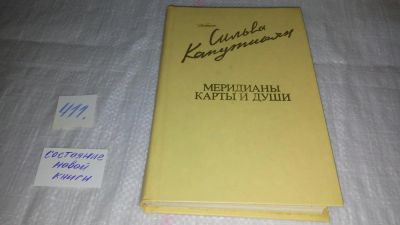 Сильва
Капутикян
МЕРИДИАНЫ
КАРТЫ И ДУШИ
411.
состояние
новой
книги